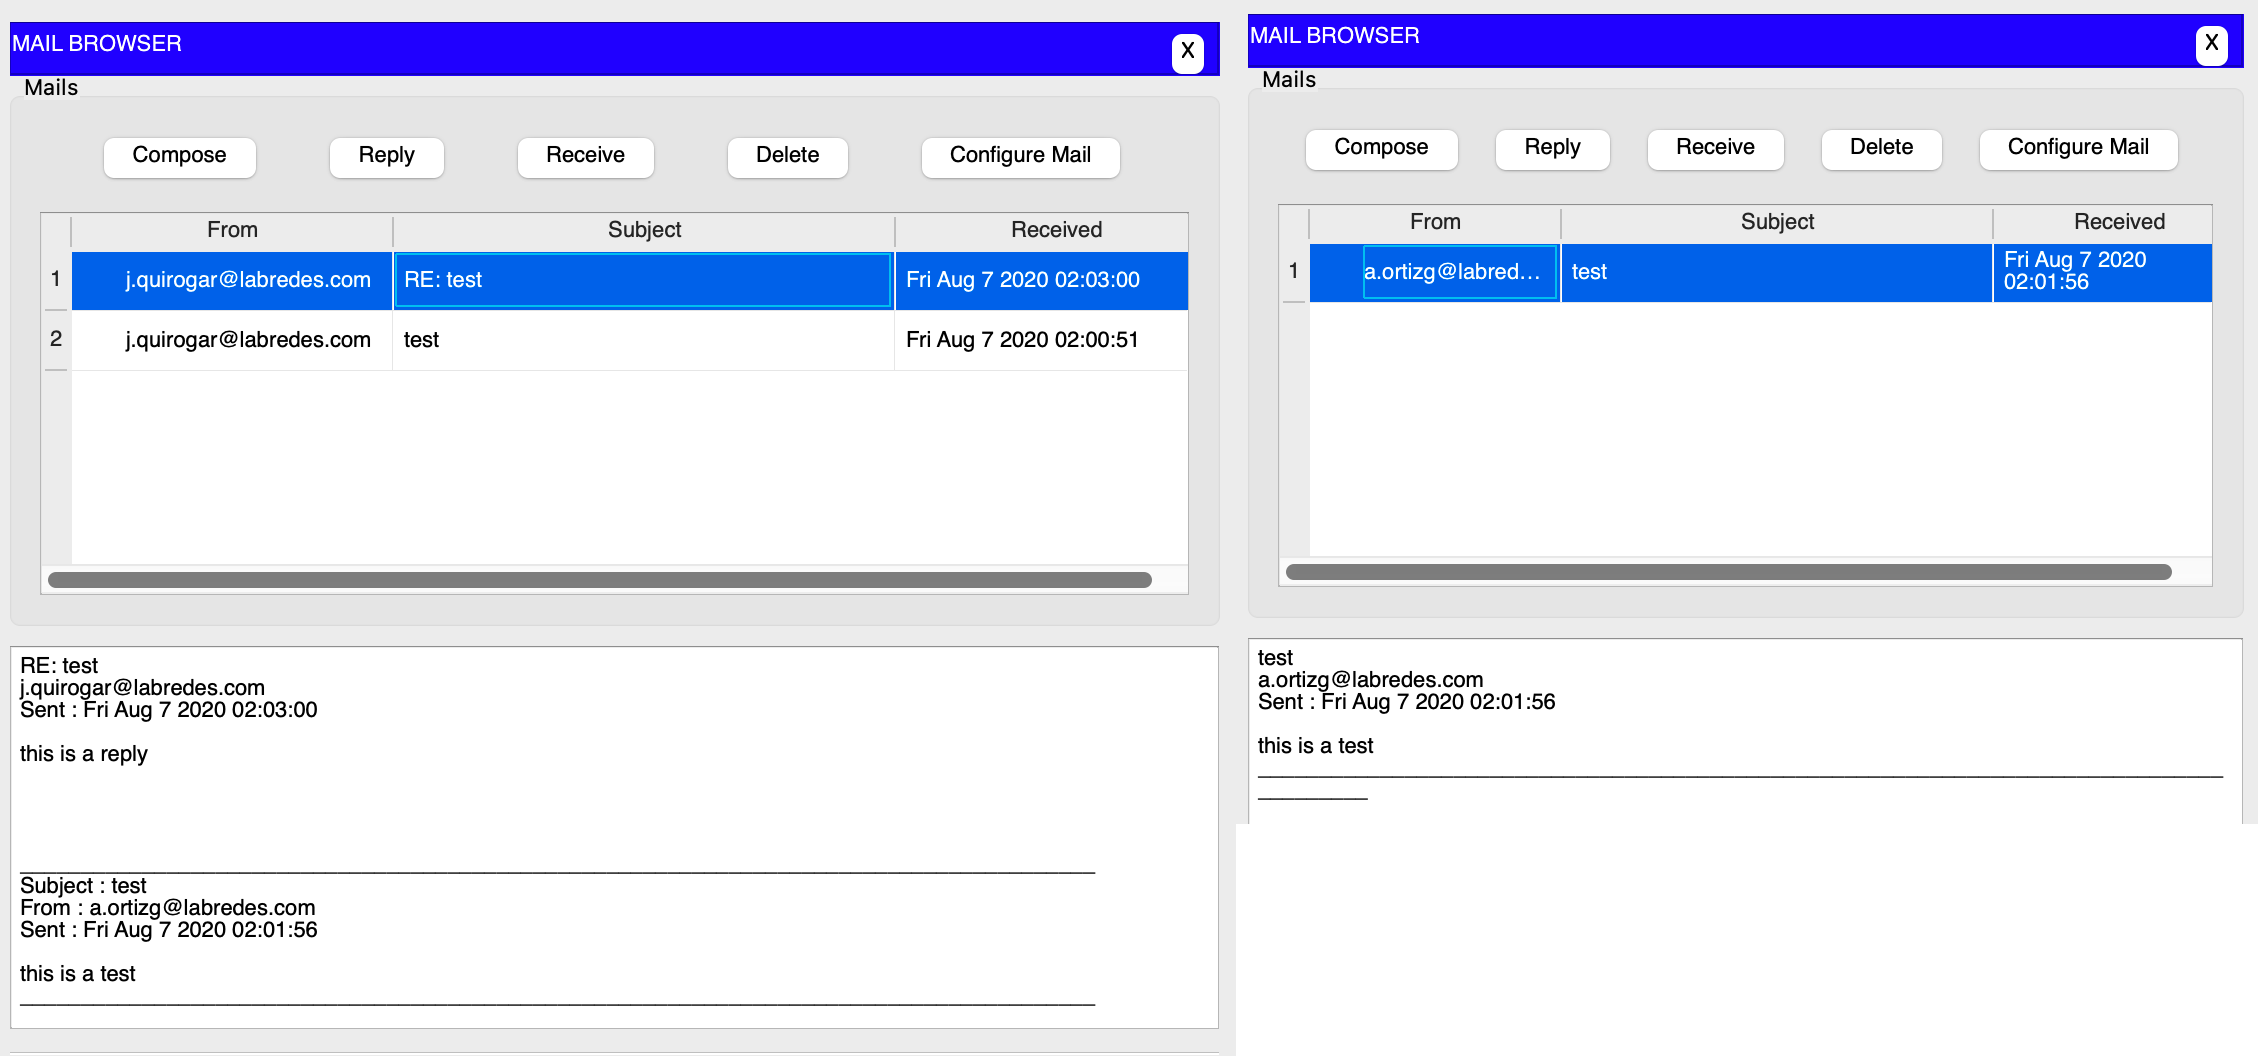 MAIL BROWSER
X
Mails
Compose Reply Receive Delete Configure Mail
From Subject Received
1 j.quirogar@labredes.com RE: test Fri Aug 7 2020 02:03:00
2 j.quirogar@labredes.com test Fri Aug 7 2020 02:00:51
RE: test
j.quirogar@labredes.com
Sent : Fri Aug 7 2020 02:03:00
this is a reply
Subject : test
From : a.ortizg@labredes.com
Sent : Fri Aug 7 2020 02:01:56
this is a test
MAIL BROWSER
X
Mails
Compose Reply Receive Delete Configure Mail
From Subject Received
1 a.ortizg@labred... test Fri Aug 7 2020
02:01:56
test
a.ortizg@labredes.com
Sent : Fri Aug 7 2020 02:01:56
this is a test